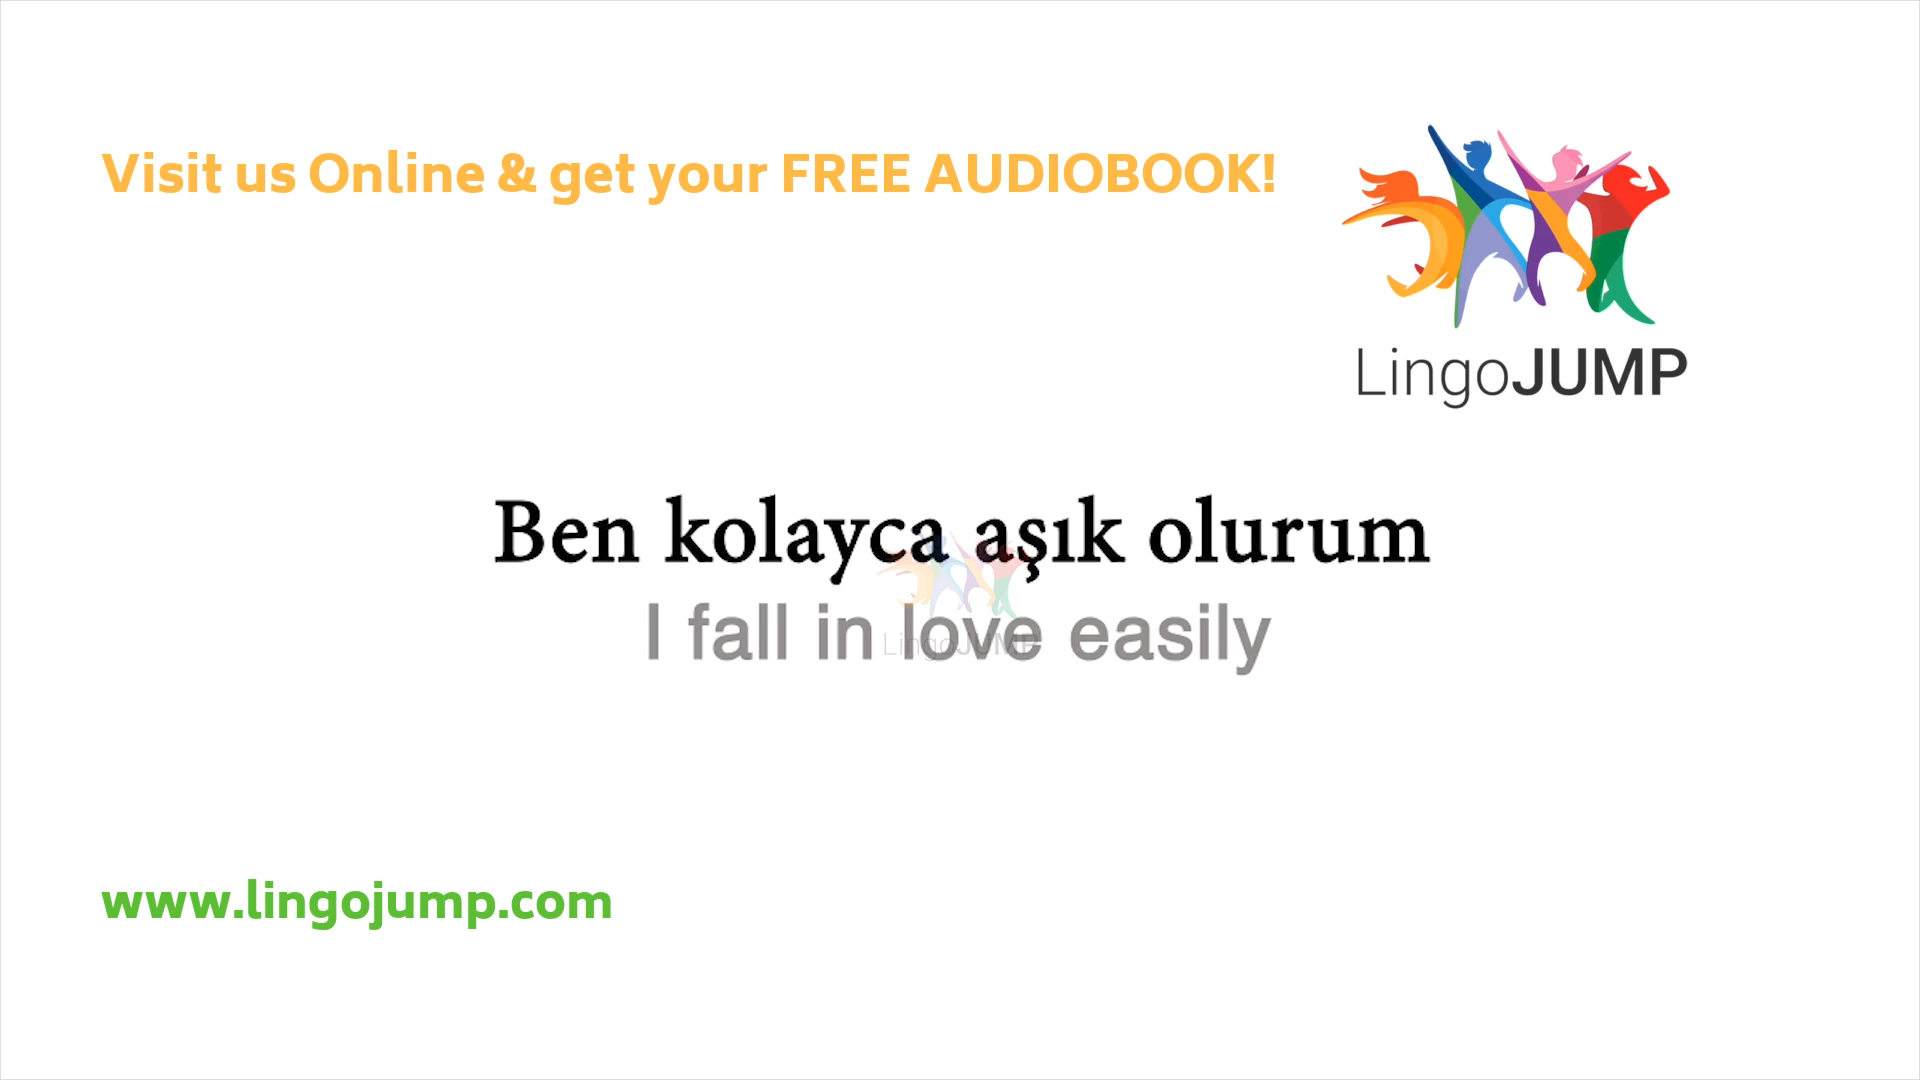 Visit us Online & get your FREE AUDIOBOOK!
LingoJUMP
Ben kolayca aşık olurum
I fall in love easily
LingoJUMP
www.lingojump.com